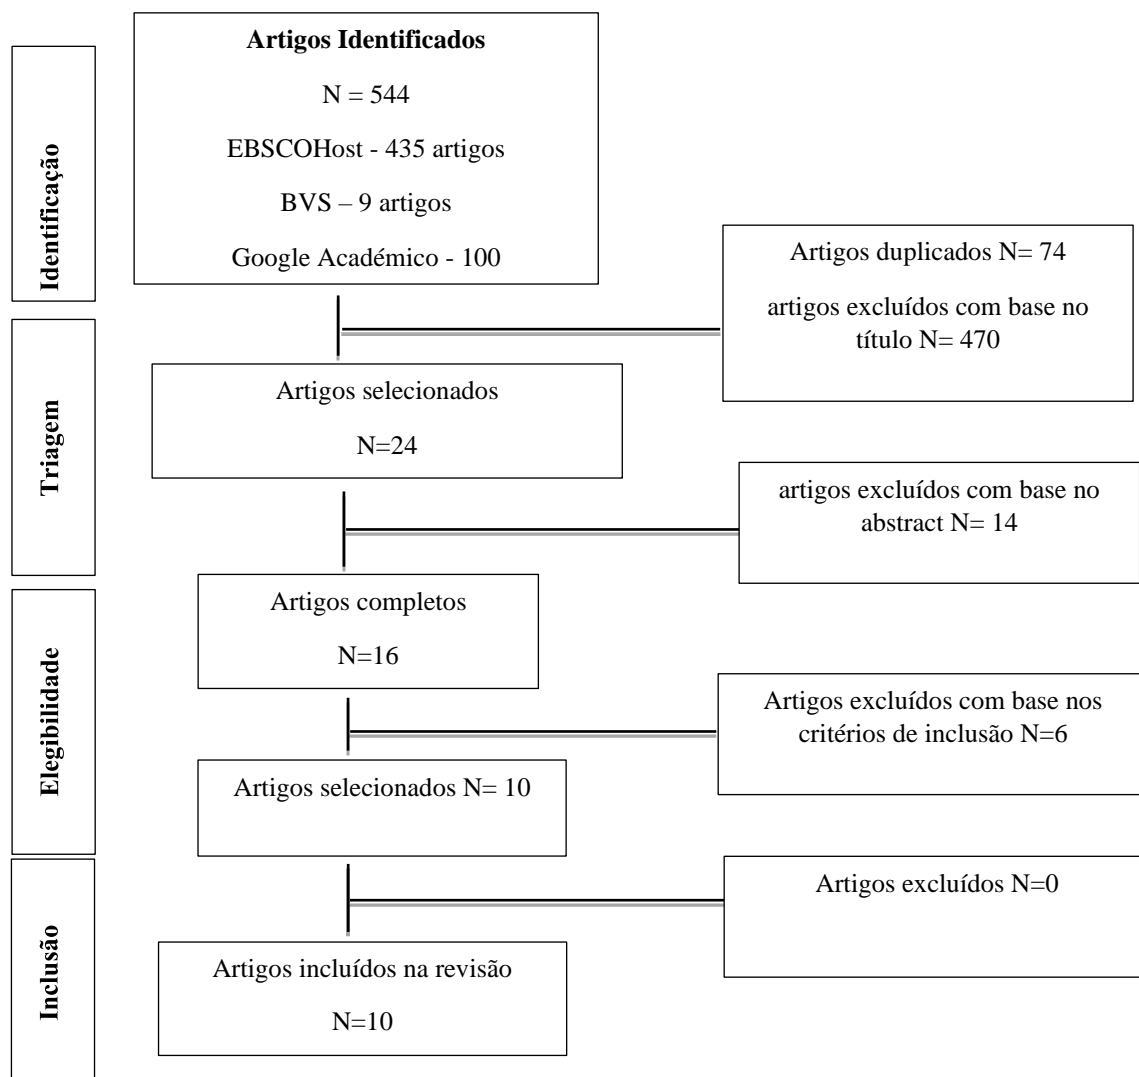 Identificação
Artigos Identificados
N = 544
EBSCOHost - 435 artigos
BVS – 9 artigos
Google Académico - 100
Artigos duplicados N= 74
artigos excluídos com base no
título N= 470
Triagem
Artigos selecionados
N=24
artigos excluídos com base no
abstract N= 14
Elegibilidade
Artigos completos
N=16
Artigos excluídos com base nos
critérios de inclusão N=6
Artigos selecionados N= 10
Inclusão
Artigos excluídos N=0
Artigos incluídos na revisão
N=10